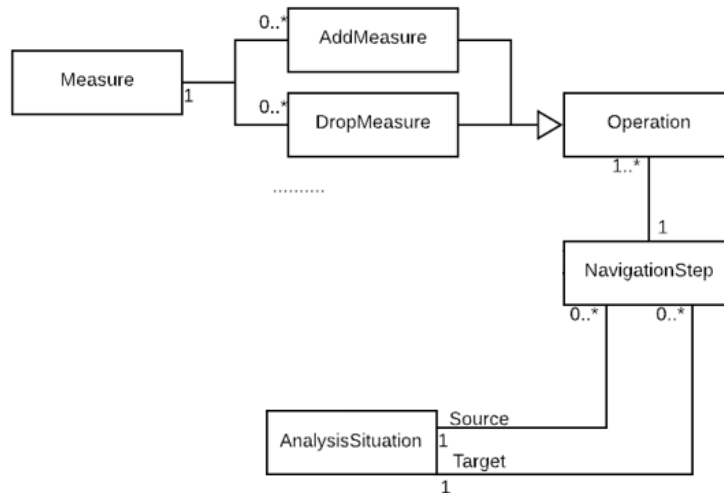 0..*
AddMeasure
Measure
1
0..*
DropMeasure
Operation
1..*
..........
1
NavigationStep
0..*
0..*
Source
AnalysisSituation
1
Target
1